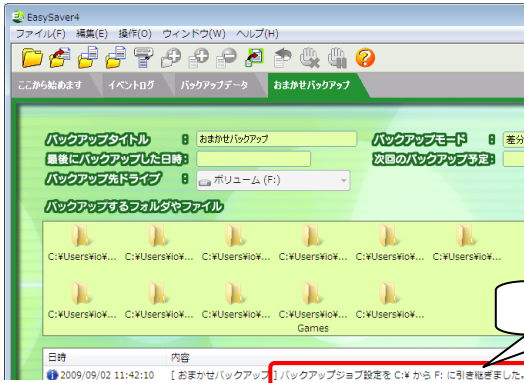 EasySaver4
ファイル(F) 編集(E) 操作(O) ウィンドウ(W) ヘルプ(H)
ここから始めます イベントログ バックアップデータ おまかせバックアップ
バックアップタイトル : おまかせバックアップ バックアップモード : 差分
最後にバックアップした日時: 次回のバックアップ予定:
バックアップ先ドライブ : ボリューム (F:)
バックアップするフォルダやファイル
C:¥Users¥io¥... C:¥Users¥io¥... C:¥Users¥io¥... C:¥Users¥io¥... C:¥Users¥io¥... C:¥Users¥io¥...
C:¥Users¥io¥... C:¥Users¥io¥... C:¥Users¥io¥... C:¥Users¥io¥... C:¥Users¥io¥... C:¥Users¥io¥...
Games
日時 内容
2009/09/02 11:42:10 [ おまかせバックアップ ] バックアップジョブ設定を C:¥ から F: に引き継ぎました。